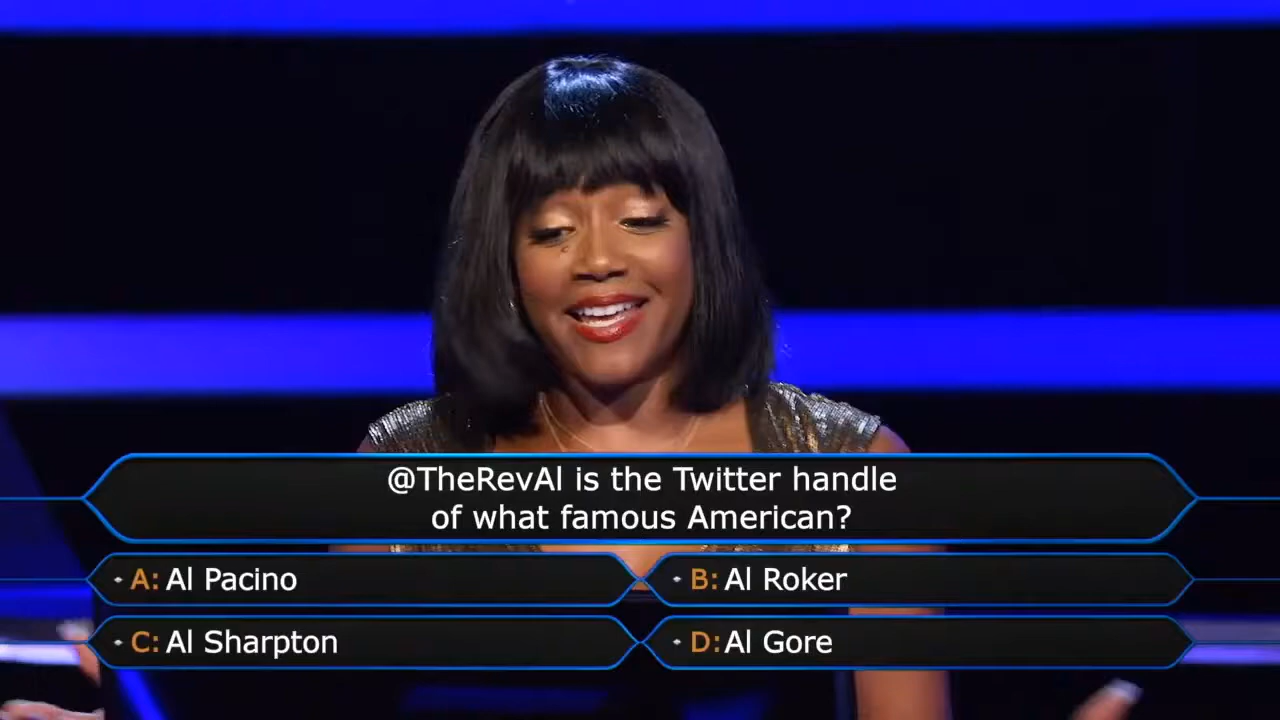 @TheRevAl is the Twitter handle
of what famous American?
A: Al Pacino
B: Al Roker
C: Al Sharpton
D: Al Gore